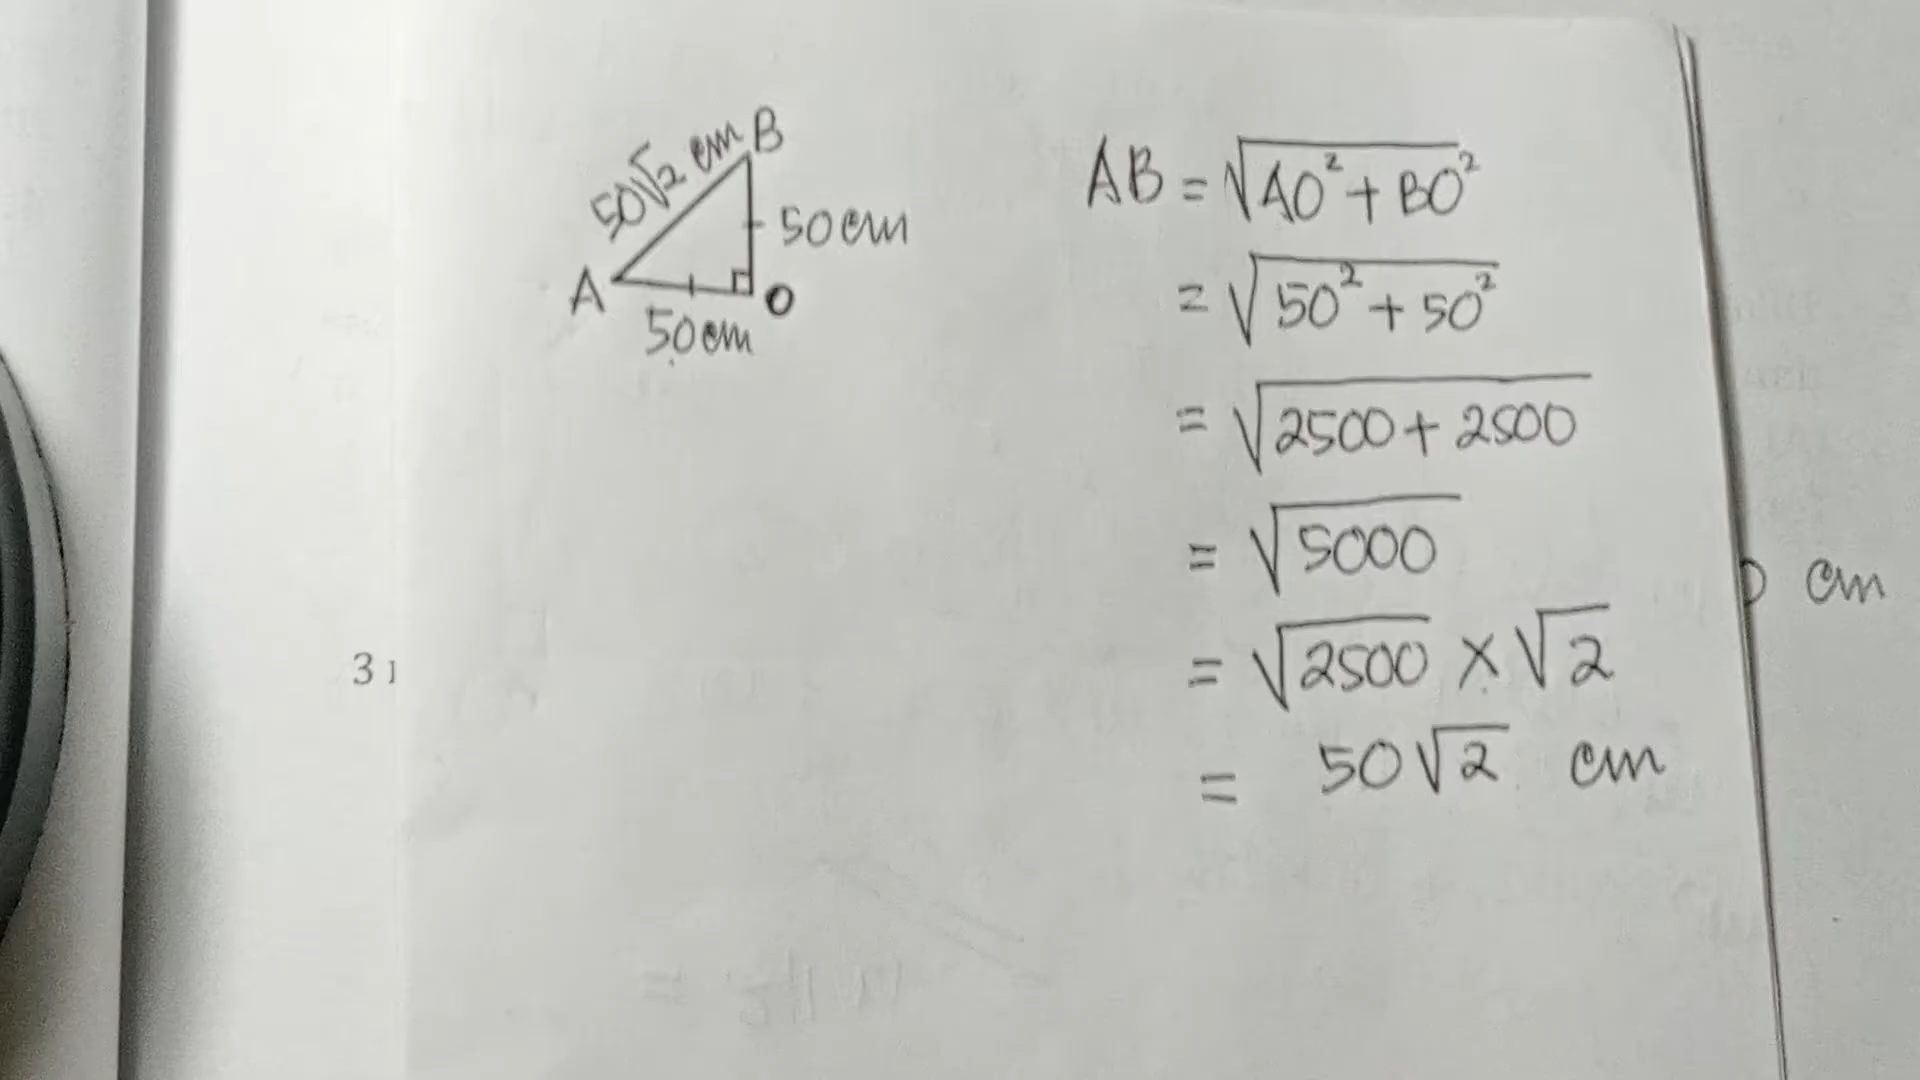 50√2 cm
B
50cm
A
O
50cm
AB = √AO² + BO²
= √50² + 50²
= √2500 + 2500
= √5000
cm
= √2500 × √2
3
= 50√2 cm